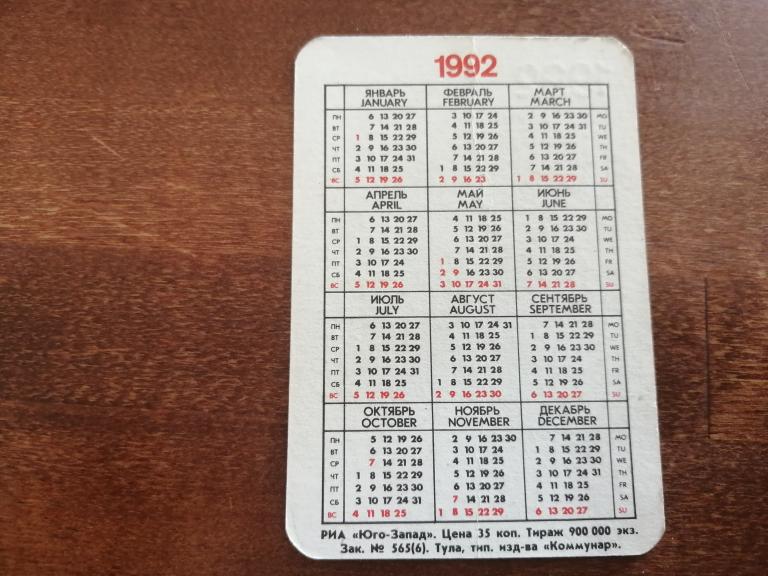 1992
ЯНВАРЬ ФЕВРАЛЬ МАРТ
JANUARY FEBRUARY MARCH
ПН 6 13 20 27 3 10 17 24 2 9 16 23 30 MO
ВТ 7 14 21 28 4 11 18 25 3 10 17 24 31 TU
СР 1 8 15 22 29 5 12 19 26 4 11 18 25 WE
ЧТ 2 9 16 23 30 6 13 20 27 5 12 19 26 TH
ПТ 3 10 17 24 31 7 14 21 28 6 13 20 27 FR
СБ 4 11 18 25 1 8 15 22 29 7 14 21 28 SA
ВС 5 12 19 26 2 9 16 23 1 8 15 22 29 SU
АПРЕЛЬ МАЙ ИЮНЬ
APRIL MAY JUNE
ПН 6 13 20 27 4 11 18 25 1 8 15 22 29 MO
ВТ 7 14 21 28 5 12 19 26 2 9 16 23 30 TU
СР 1 8 15 22 29 6 13 20 27 3 10 17 24 WE
ЧТ 2 9 16 23 30 7 14 21 28 4 11 18 25 TH
ПТ 3 10 17 24 1 8 15 22 29 5 12 19 26 FR
СБ 4 11 18 25 2 9 16 23 30 6 13 20 27 SA
ВС 5 12 19 26 3 10 17 24 31 7 14 21 28 SU
ИЮЛЬ АВГУСТ СЕНТЯБРЬ
JULY AUGUST SEPTEMBER
ПН 6 13 20 27 3 10 17 24 31 7 14 21 28 MO
ВТ 7 14 21 28 4 11 18 25 1 8 15 22 29 TU
СР 1 8 15 22 29 5 12 19 26 2 9 16 23 30 WE
ЧТ 2 9 16 23 30 6 13 20 27 3 10 17 24 TH
ПТ 3 10 17 24 31 7 14 21 28 4 11 18 25 FR
СБ 4 11 18 25 1 8 15 22 29 5 12 19 26 SA
ВС 5 12 19 26 2 9 16 23 30 6 13 20 27 SU
ОКТЯБРЬ НОЯБРЬ ДЕКАБРЬ
OCTOBER NOVEMBER DECEMBER
ПН 5 12 19 26 2 9 16 23 30 7 14 21 28 MO
ВТ 6 13 20 27 3 10 17 24 1 8 15 22 29 TU
СР 7 14 21 28 4 11 18 25 2 9 16 23 30 WE
ЧТ 1 8 15 22 29 5 12 19 26 3 10 17 24 31 TH
ПТ 2 9 16 23 30 6 13 20 27 4 11 18 25 FR
СБ 3 10 17 24 31 7 14 21 28 5 12 19 26 SA
ВС 4 11 18 25 1 8 15 22 29 6 13 20 27 SU
РИА «Юго-Запад». Цена 35 коп. Тираж 900 000 экз.
Зак. № 565(6). Тула, тип. изд-ва «Коммунар».